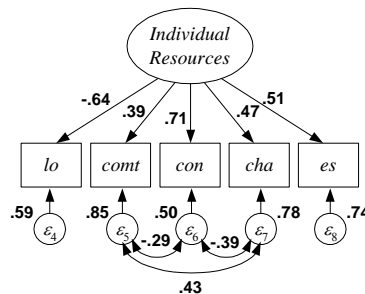 Individual
Resources
-.64 .39 .71 .47 .51
lo comt con cha es
.59 .85 .50 .78 .74
ε4 ε5 ε6 ε7 ε8
-.29 -.39
.43